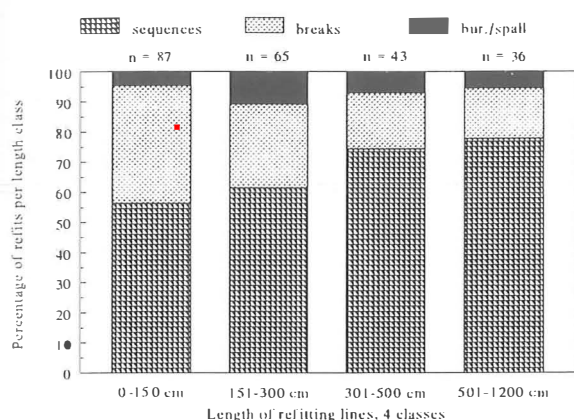 sequences breaks bur./spall
n = 87 n = 65 n = 43 n = 36
100
90
80
70
60
50
40
30
20
10
0
Percentage of refits per length class
0-150 cm 151-300 cm 301-500 cm 501-1200 cm
Length of refitting lines, 4 classes